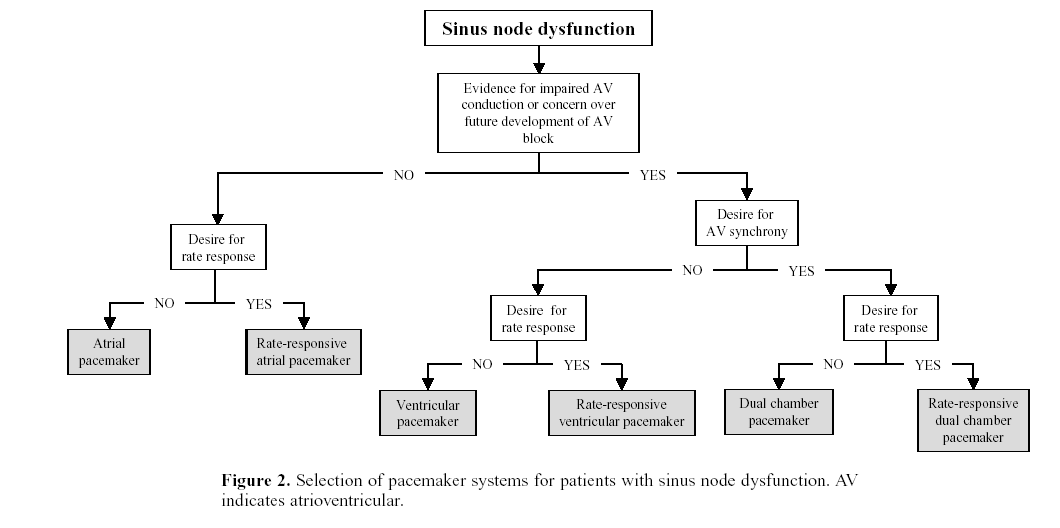 Sinus node dysfunction
Evidence for impaired AV
conduction or concern over
future development of AV
block
NO
YES
Desire for
rate response
Desire for
AV synchrony
NO
YES
NO
YES
Atrial
pacemaker
Rate-responsive
atrial pacemaker
Desire for
rate response
Desire for
rate response
NO
YES
NO
YES
Ventricular
pacemaker
Rate-responsive
ventricular pacemaker
Dual chamber
pacemaker
Rate-responsive
dual chamber
pacemaker
Figure 2. Selection of pacemaker systems for patients with sinus node dysfunction. AV
indicates atrioventricular.